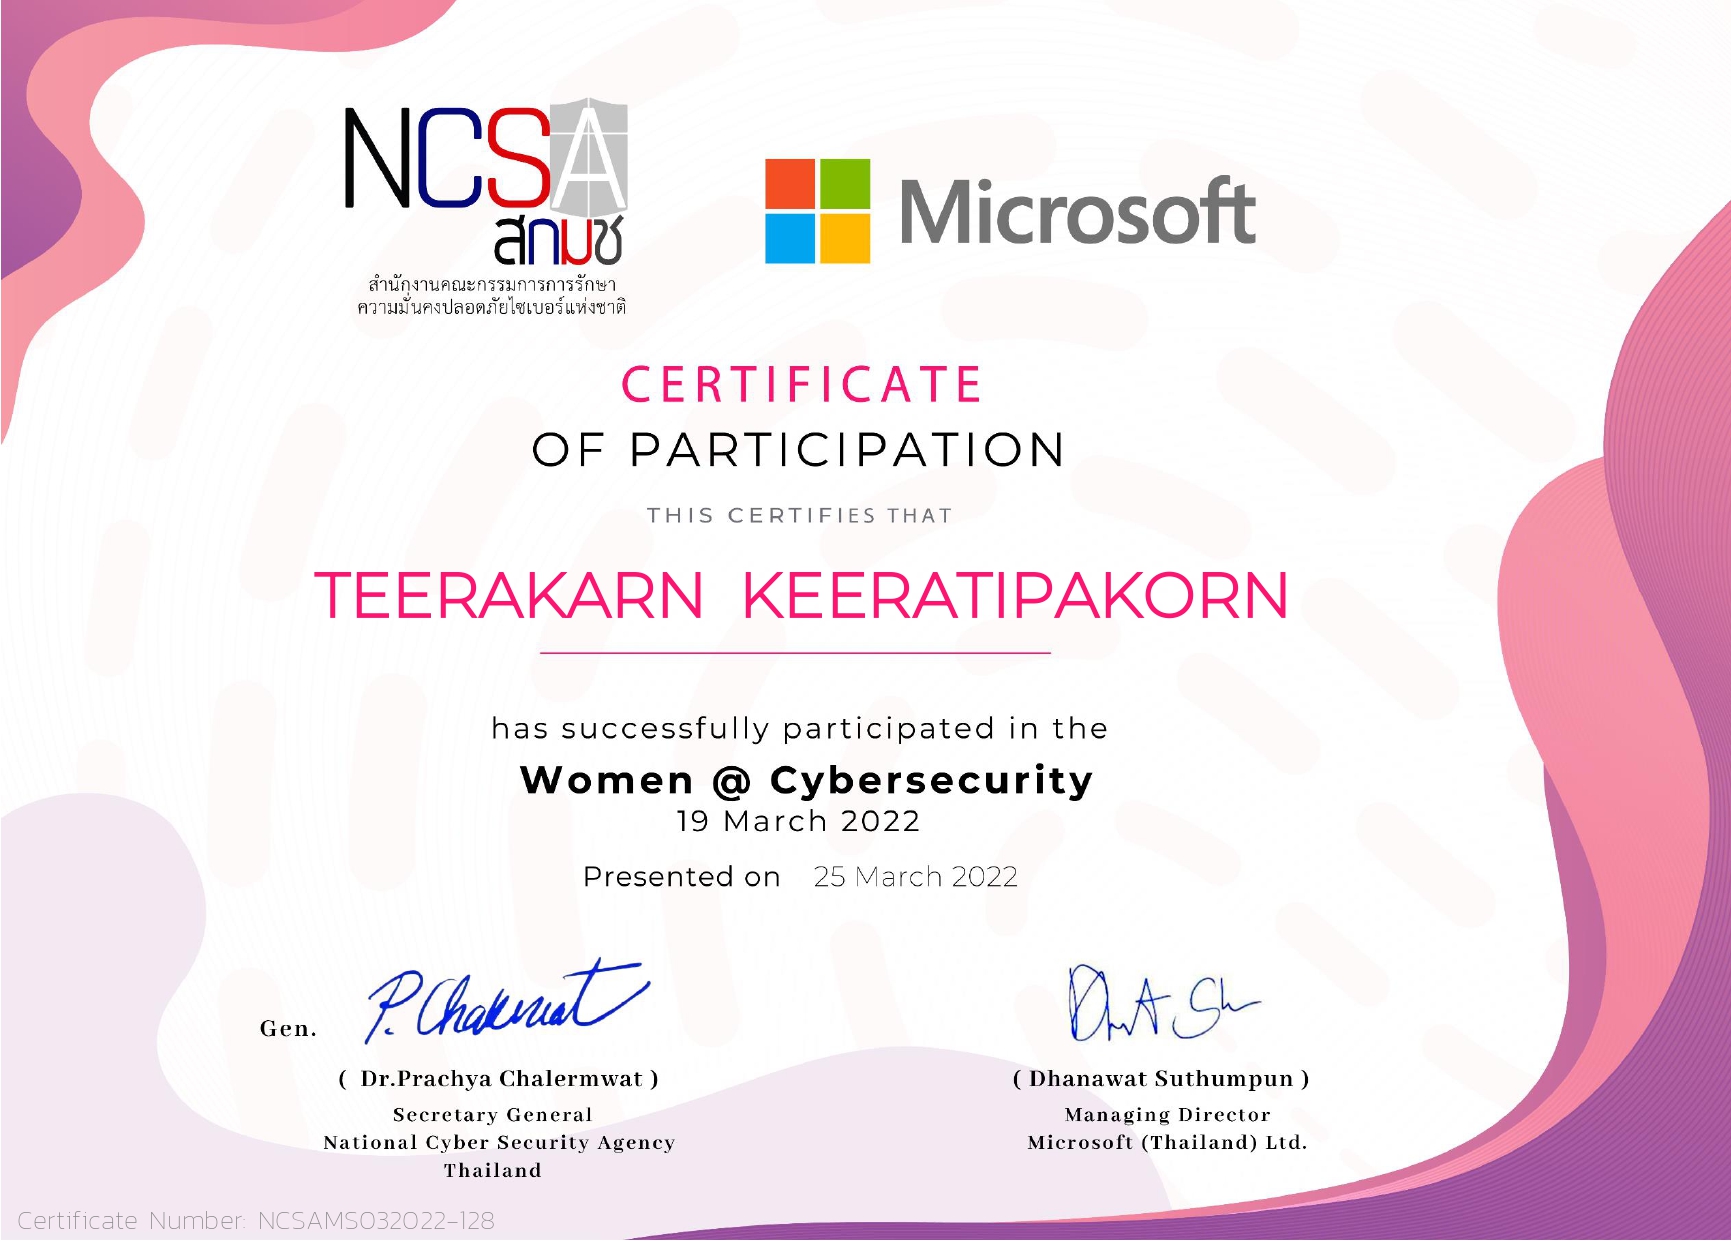 NCSA
สกมช
สำนักงานคณะกรรมการการรักษา
ความมั่นคงปลอดภัยไซเบอร์แห่งชาติ
Microsoft
CERTIFICATE
OF PARTICIPATION
THIS CERTIFIES THAT
TEERAKARN KEERATIPAKORN
has successfully participated in the
Women @ Cybersecurity
19 March 2022
Presented on 25 March 2022
Gen. P. Chalermwat
( Dr.Prachya Chalermwat )
Secretary General
National Cyber Security Agency
Thailand
( Dhanawat Suthumpun )
Managing Director
Microsoft (Thailand) Ltd.
Certificate Number: NCSAMS032022-128